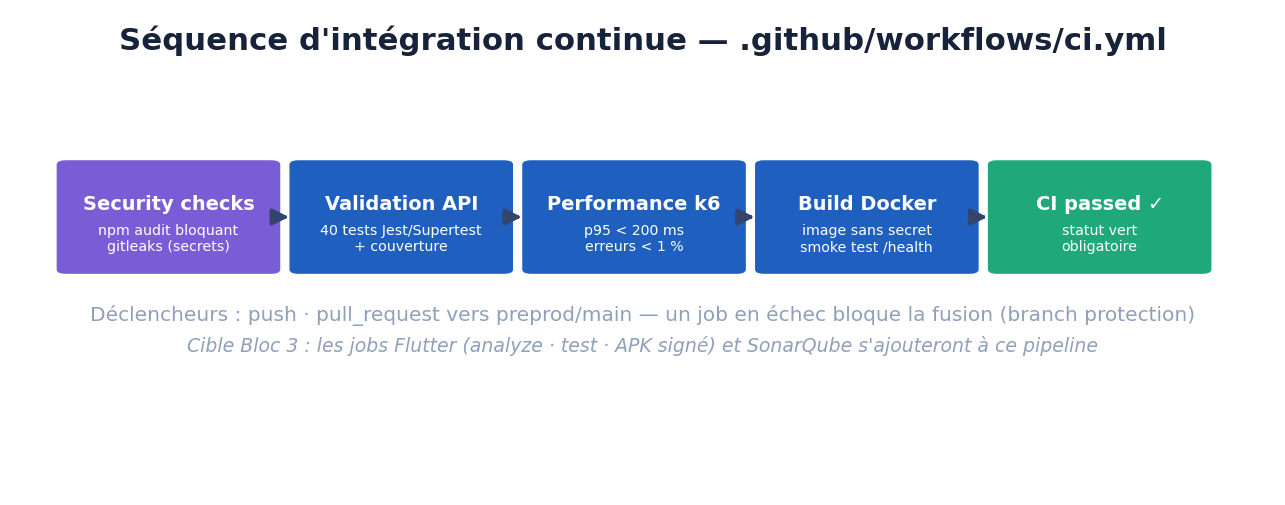 Séquence d'intégration continue — .github/workflows/ci.yml
Security checks
npm audit bloquant
gitleaks (secrets)
Validation API
40 tests Jest/Supertest
+ couverture
Performance k6
p95 < 200 ms
erreurs < 1 %
Build Docker
image sans secret
smoke test /health
CI passed ✓
statut vert
obligatoire
Déclencheurs : push · pull_request vers preprod/main — un job en échec bloque la fusion (branch protection)
Cible Bloc 3 : les jobs Flutter (analyze · test · APK signé) et SonarQube s'ajouteront à ce pipeline